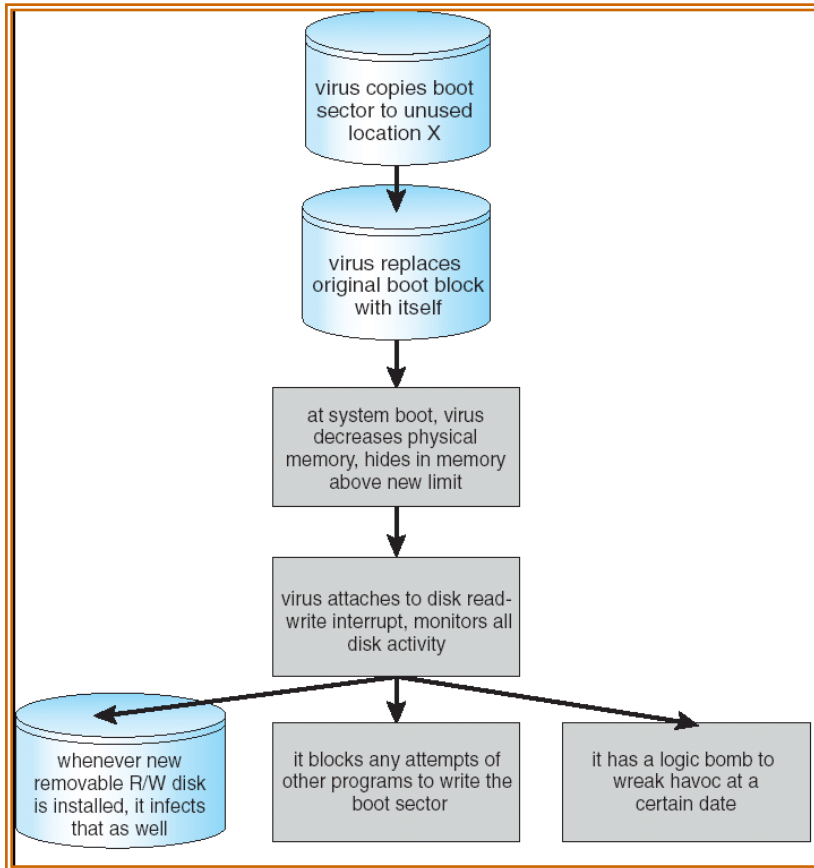 virus copies boot
sector to unused
location X
virus replaces
original boot block
with itself
at system boot, virus
decreases physical
memory, hides in memory
above new limit
virus attaches to disk read-
write interrupt, monitors all
disk activity
whenever new
removable R/W disk
is installed, it infects
that as well
it blocks any attempts of
other programs to write the
boot sector
it has a logic bomb to
wreak havoc at a
certain date